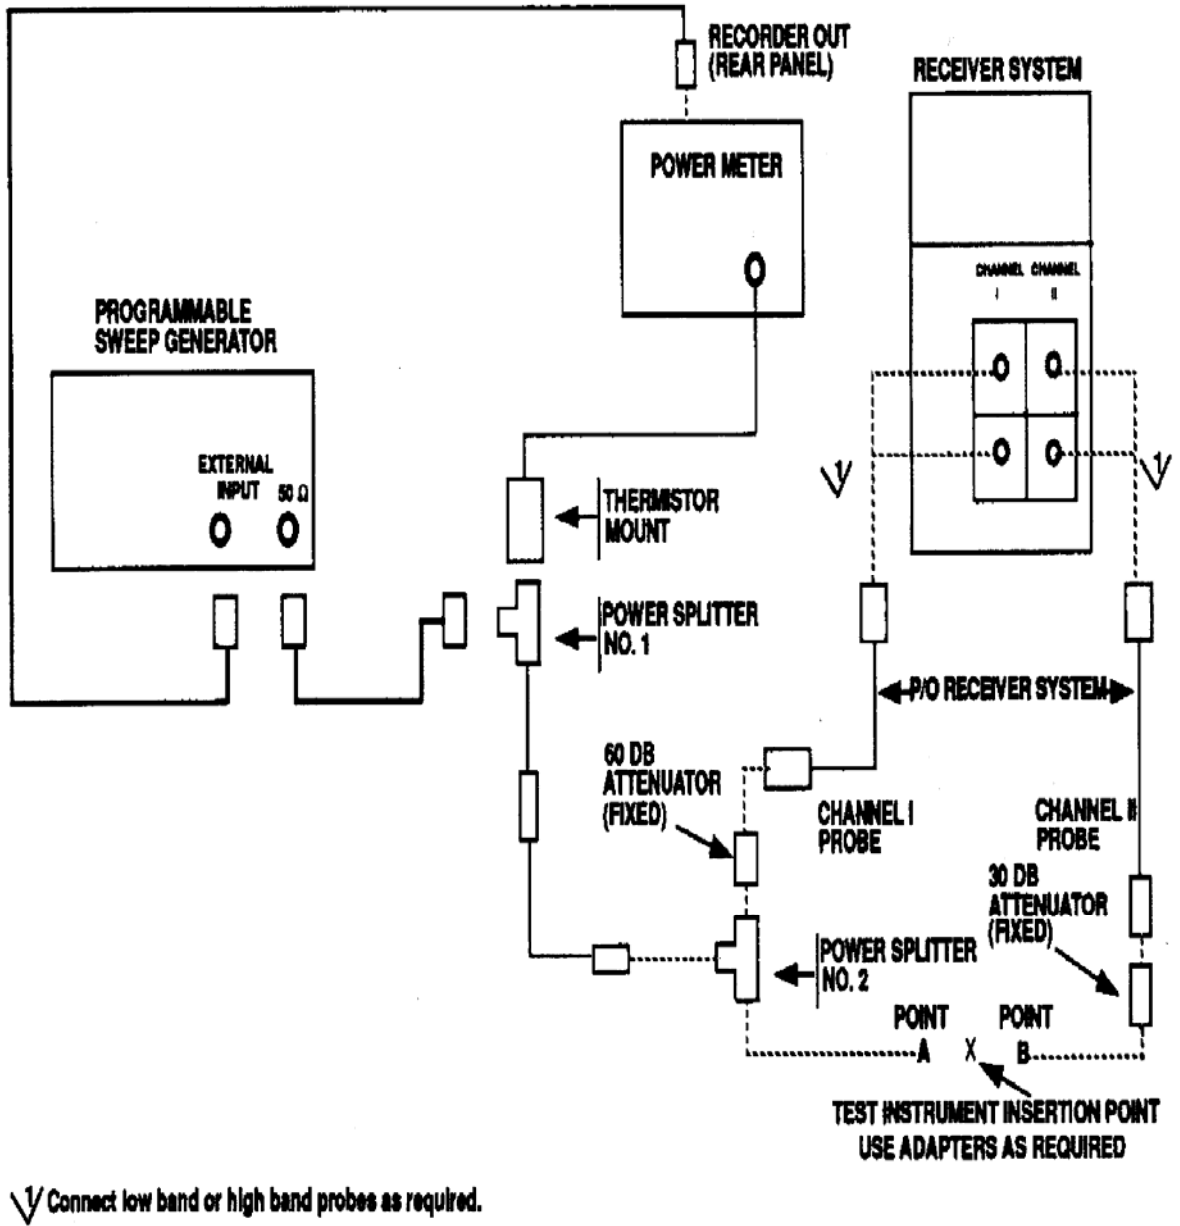 RECORDER OUT
(REAR PANEL)
RECEIVER SYSTEM
POWER METER
CHANNEL CHANNEL
I II
PROGRAMMABLE
SWEEP GENERATOR
EXTERNAL
INPUT 50 Ω
THERMISTOR
MOUNT
1
1
POWER SPLITTER
NO. 1
P/O RECEIVER SYSTEM
60 DB
ATTENUATOR
(FIXED)
CHANNEL I
PROBE
CHANNEL II
PROBE
30 DB
ATTENUATOR
(FIXED)
POWER SPLITTER
NO. 2
POINT
A
X
POINT
B
TEST INSTRUMENT INSERTION POINT
USE ADAPTERS AS REQUIRED
1 Connect low band or high band probes as required.